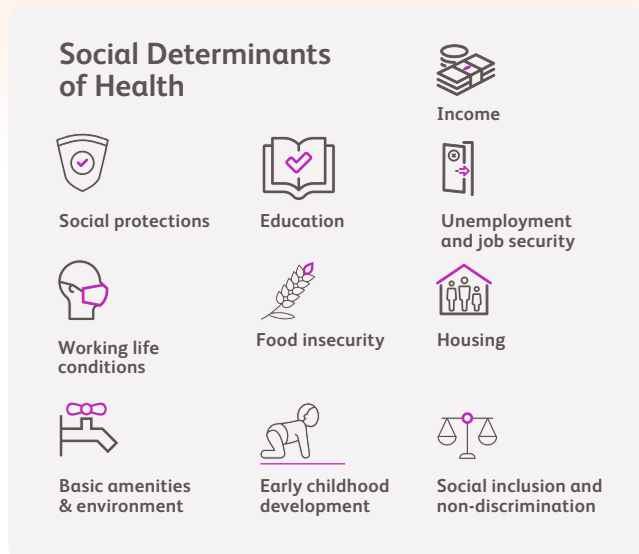 Social Determinants
of Health
Income
Social protections
Education
Unemployment
and job security
Working life
conditions
Food insecurity
Housing
Basic amenities
& environment
Early childhood
development
Social inclusion and
non-discrimination